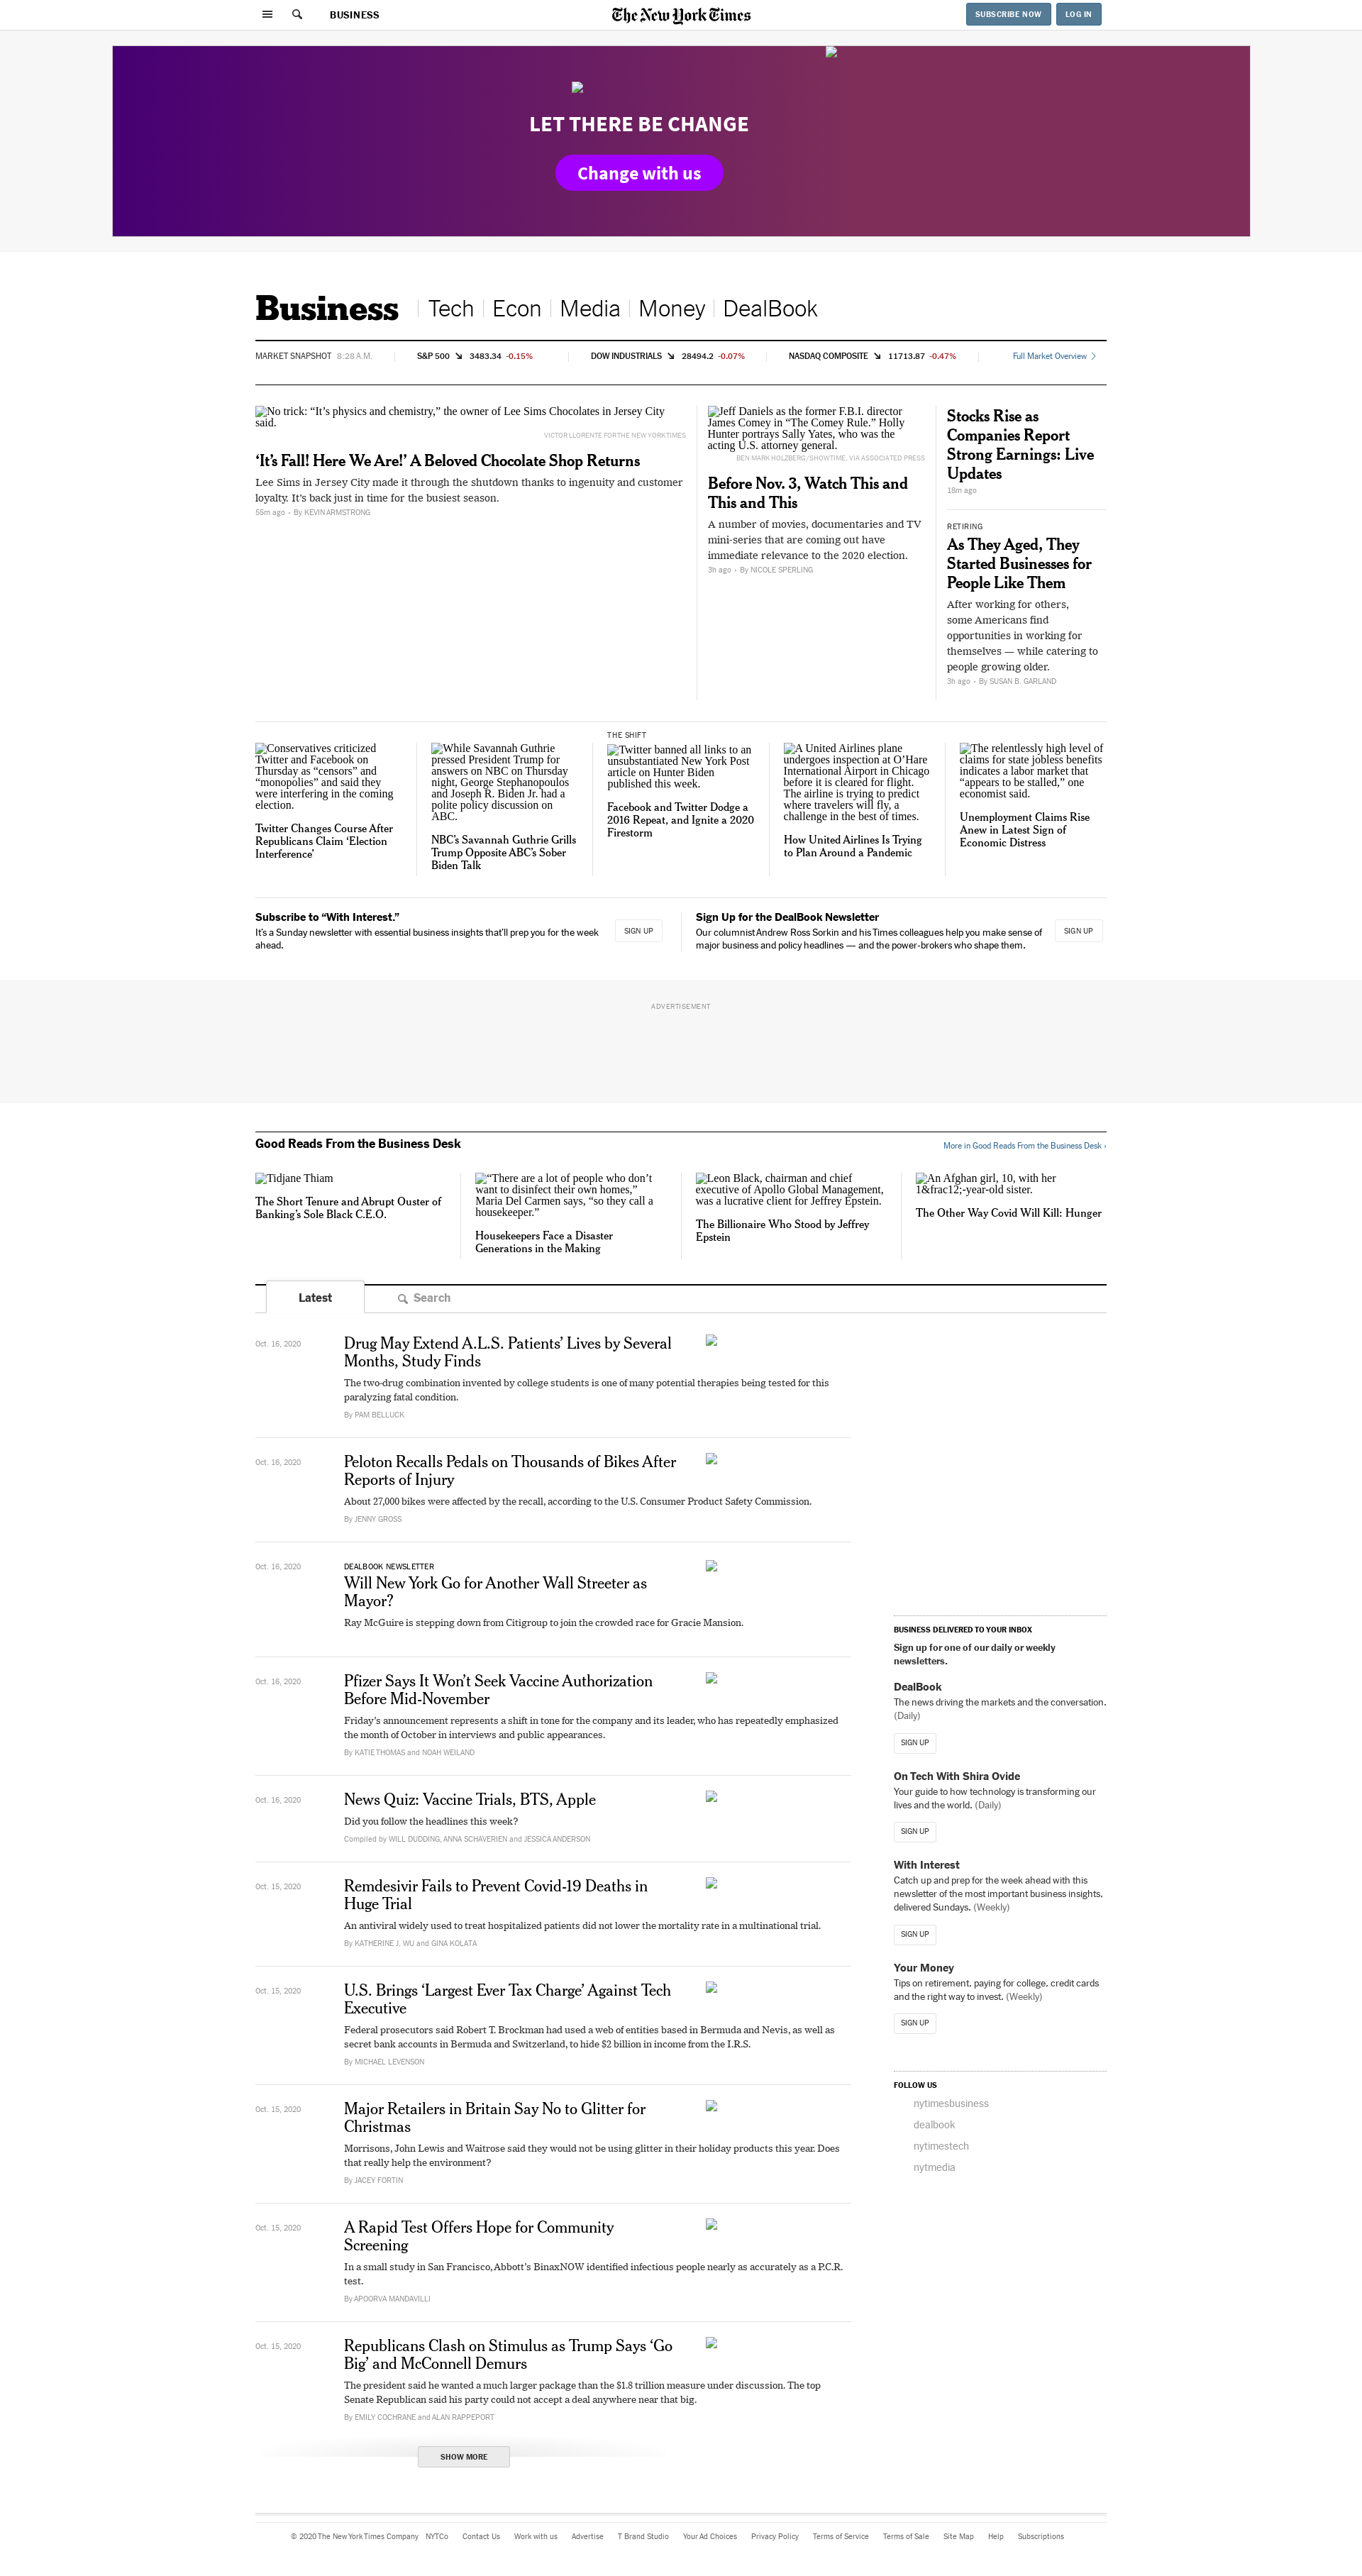 BUSINESS
The New York Times
SUBSCRIBE NOW
LOG IN
LET THERE BE CHANGE
Change with us
Business
Tech
Econ
Media
Money
DealBook
MARKET SNAPSHOT 8:28 A.M.
S&P 500 3483.34 -0.15%
DOW INDUSTRIALS 28494.2 -0.07%
NASDAQ COMPOSITE 11713.87 -0.47%
Full Market Overview
No trick: “It’s physics and chemistry,” the owner of Lee Sims Chocolates in Jersey City
said.
VICTOR LLORENTE FOR THE NEW YORK TIMES
‘It’s Fall! Here We Are!’ A Beloved Chocolate Shop Returns
Lee Sims in Jersey City made it through the shutdown thanks to ingenuity and customer
loyalty. It’s back just in time for the busiest season.
55m ago • By KEVIN ARMSTRONG
Jeff Daniels as the former F.B.I. director
James Comey in “The Comey Rule.” Holly
Hunter portrays Sally Yates, who was the
acting U.S. attorney general.
BEN MARK HOLZBERG/SHOWTIME, VIA ASSOCIATED PRESS
Before Nov. 3, Watch This and
This and This
A number of movies, documentaries and TV
mini-series that are coming out have
immediate relevance to the 2020 election.
3h ago • By NICOLE SPERLING
Stocks Rise as
Companies Report
Strong Earnings: Live
Updates
18m ago
RETIRING
As They Aged, They
Started Businesses for
People Like Them
After working for others,
some Americans find
opportunities in working for
themselves — while catering to
people growing older.
3h ago • By SUSAN B. GARLAND
Conservatives criticized
Twitter and Facebook on
Thursday as “censors” and
“monopolies” and said they
were interfering in the coming
election.
Twitter Changes Course After
Republicans Claim ‘Election
Interference’
While Savannah Guthrie
pressed President Trump for
answers on NBC on Thursday
night, George Stephanopoulos
and Joseph R. Biden Jr. had a
polite policy discussion on
ABC.
NBC’s Savannah Guthrie Grills
Trump Opposite ABC’s Sober
Biden Talk
THE SHIFT
Twitter banned all links to an
unsubstantiated New York Post
article on Hunter Biden
published this week.
Facebook and Twitter Dodge a
2016 Repeat, and Ignite a 2020
Firestorm
A United Airlines plane
undergoes inspection at O’Hare
International Airport in Chicago
before it is cleared for flight.
The airline is trying to predict
where travelers will fly, a
challenge in the best of times.
How United Airlines Is Trying
to Plan Around a Pandemic
The relentlessly high level of
claims for state jobless benefits
indicates a labor market that
“appears to be stalled,” one
economist said.
Unemployment Claims Rise
Anew in Latest Sign of
Economic Distress
Subscribe to “With Interest.”
It’s a Sunday newsletter with essential business insights that’ll prep you for the week
ahead.
SIGN UP
Sign Up for the DealBook Newsletter
Our columnist Andrew Ross Sorkin and his Times colleagues help you make sense of
major business and policy headlines — and the power-brokers who shape them.
SIGN UP
ADVERTISEMENT
Good Reads From the Business Desk
More in Good Reads From the Business Desk ›
Tidjane Thiam
The Short Tenure and Abrupt Ouster of
Banking’s Sole Black C.E.O.
“There are a lot of people who don’t
want to disinfect their own homes,”
Maria Del Carmen says, “so they call a
housekeeper.”
Housekeepers Face a Disaster
Generations in the Making
Leon Black, chairman and chief
executive of Apollo Global Management,
was a lucrative client for Jeffrey Epstein.
The Billionaire Who Stood by Jeffrey
Epstein
An Afghan girl, 10, with her
1&frac12;-year-old sister.
The Other Way Covid Will Kill: Hunger
Latest
Search
Oct. 16, 2020
Drug May Extend A.L.S. Patients’ Lives by Several
Months, Study Finds
The two-drug combination invented by college students is one of many potential therapies being tested for this
paralyzing fatal condition.
By PAM BELLUCK
Oct. 16, 2020
Peloton Recalls Pedals on Thousands of Bikes After
Reports of Injury
About 27,000 bikes were affected by the recall, according to the U.S. Consumer Product Safety Commission.
By JENNY GROSS
Oct. 16, 2020
DEALBOOK NEWSLETTER
Will New York Go for Another Wall Streeter as
Mayor?
Ray McGuire is stepping down from Citigroup to join the crowded race for Gracie Mansion.
Oct. 16, 2020
Pfizer Says It Won’t Seek Vaccine Authorization
Before Mid-November
Friday’s announcement represents a shift in tone for the company and its leader, who has repeatedly emphasized
the month of October in interviews and public appearances.
By KATIE THOMAS and NOAH WEILAND
Oct. 16, 2020
News Quiz: Vaccine Trials, BTS, Apple
Did you follow the headlines this week?
Compiled by WILL DUDDING, ANNA SCHAVERIEN and JESSICA ANDERSON
Oct. 15, 2020
Remdesivir Fails to Prevent Covid-19 Deaths in
Huge Trial
An antiviral widely used to treat hospitalized patients did not lower the mortality rate in a multinational trial.
By KATHERINE J. WU and GINA KOLATA
Oct. 15, 2020
U.S. Brings ‘Largest Ever Tax Charge’ Against Tech
Executive
Federal prosecutors said Robert T. Brockman had used a web of entities based in Bermuda and Nevis, as well as
secret bank accounts in Bermuda and Switzerland, to hide $2 billion in income from the I.R.S.
By MICHAEL LEVENSON
Oct. 15, 2020
Major Retailers in Britain Say No to Glitter for
Christmas
Morrisons, John Lewis and Waitrose said they would not be using glitter in their holiday products this year. Does
that really help the environment?
By JACEY FORTIN
Oct. 15, 2020
A Rapid Test Offers Hope for Community
Screening
In a small study in San Francisco, Abbott’s BinaxNOW identified infectious people nearly as accurately as a P.C.R.
test.
By APOORVA MANDAVILLI
Oct. 15, 2020
Republicans Clash on Stimulus as Trump Says ‘Go
Big’ and McConnell Demurs
The president said he wanted a much larger package than the $1.8 trillion measure under discussion. The top
Senate Republican said his party could not accept a deal anywhere near that big.
By EMILY COCHRANE and ALAN RAPPEPORT
SHOW MORE
BUSINESS DELIVERED TO YOUR INBOX
Sign up for one of our daily or weekly
newsletters.
DealBook
The news driving the markets and the conversation.
(Daily)
SIGN UP
On Tech With Shira Ovide
Your guide to how technology is transforming our
lives and the world. (Daily)
SIGN UP
With Interest
Catch up and prep for the week ahead with this
newsletter of the most important business insights,
delivered Sundays. (Weekly)
SIGN UP
Your Money
Tips on retirement, paying for college, credit cards
and the right way to invest. (Weekly)
SIGN UP
FOLLOW US
nytimesbusiness
dealbook
nytimestech
nytmedia
© 2020 The New York Times Company NYTCo Contact Us Work with us Advertise T Brand Studio Your Ad Choices Privacy Policy Terms of Service Terms of Sale Site Map Help Subscriptions